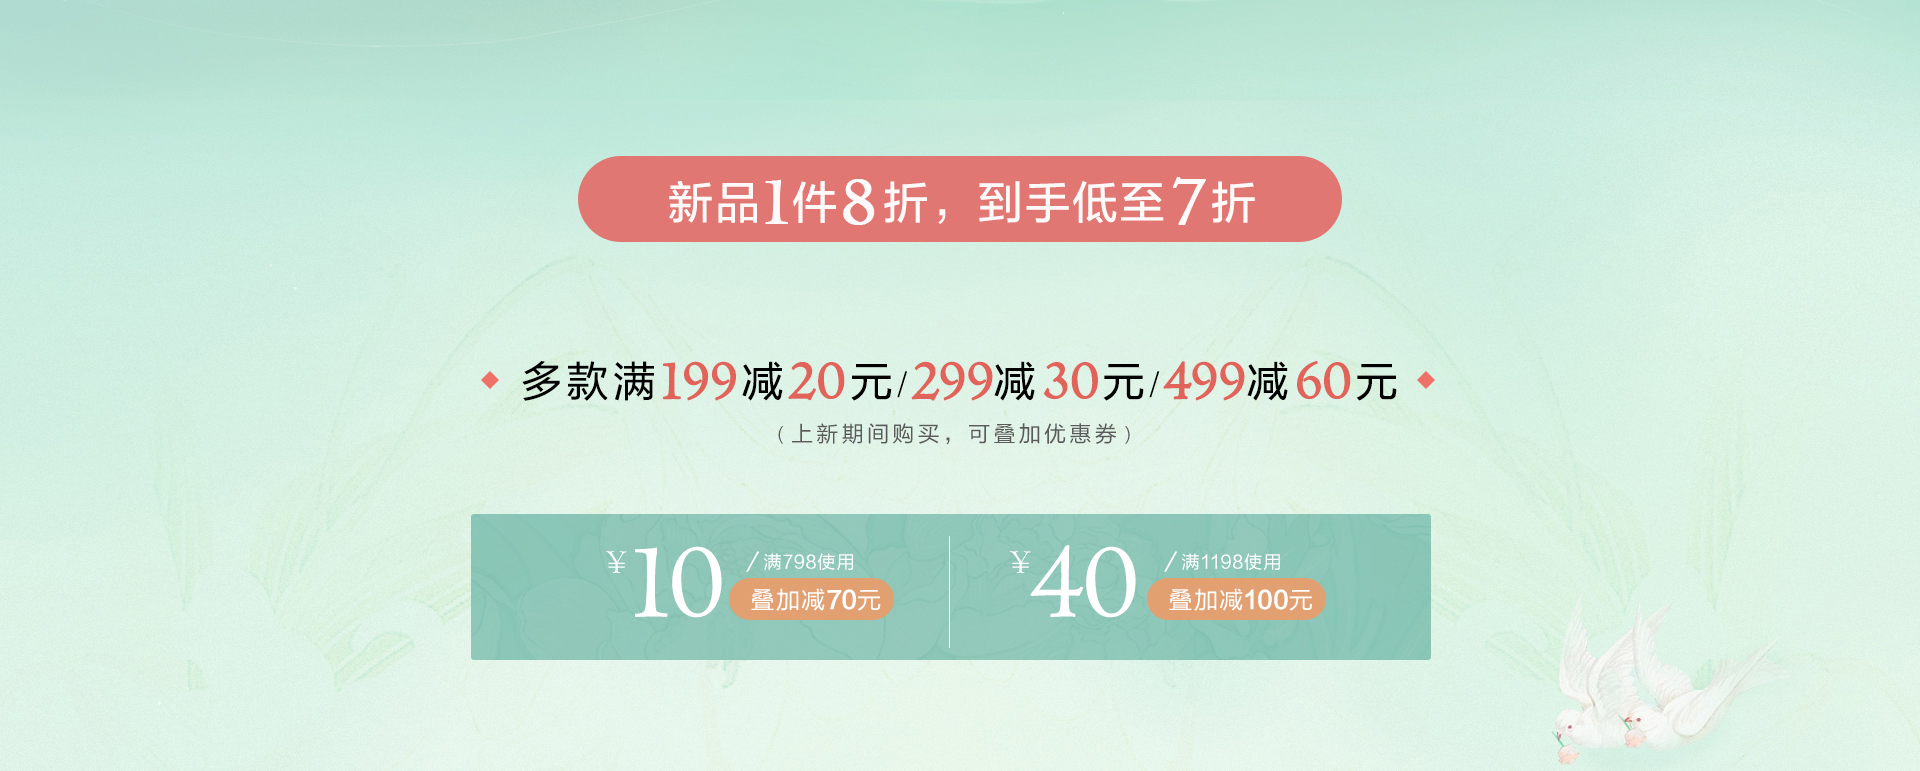 新品1件8折，到手低至7折
多款满199减20元/299减30元/499减60元
（上新期间购买，可叠加优惠券）
¥10 /满798使用
叠加减70元
¥40 /满1198使用
叠加减100元